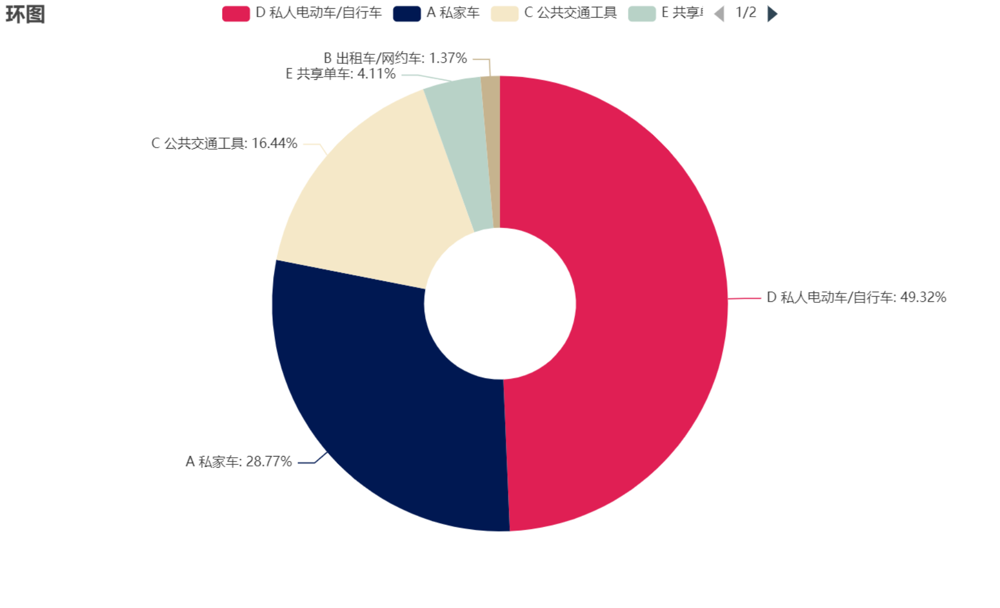 环图
D 私人电动车/自行车
A 私家车
C 公共交通工具
E 共享
1/2
B 出租车/网约车: 1.37%
E 共享单车: 4.11%
C 公共交通工具: 16.44%
D 私人电动车/自行车: 49.32%
A 私家车: 28.77%